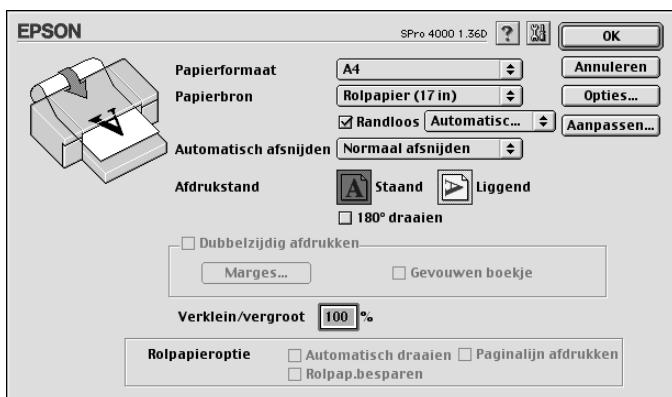 EPSON
SPro 4000 1.36D
?
OK
Papierformaat A4
Annuleren
Papierbron Rolpapier (17 in)
Opties...
Randloos Automatisc...
Aanpassen...
Automatisch afsnijden Normaal afsnijden
Afdrukstand A Staand A Liggend
180° draaien
Dubbelzijdig afdrukken
Marges... Gevouwen boekje
Verklein/vergroot 100 %
Rolpapieroptie Automatisch draaien Paginalijn afdrukken
Rolpap.besparen